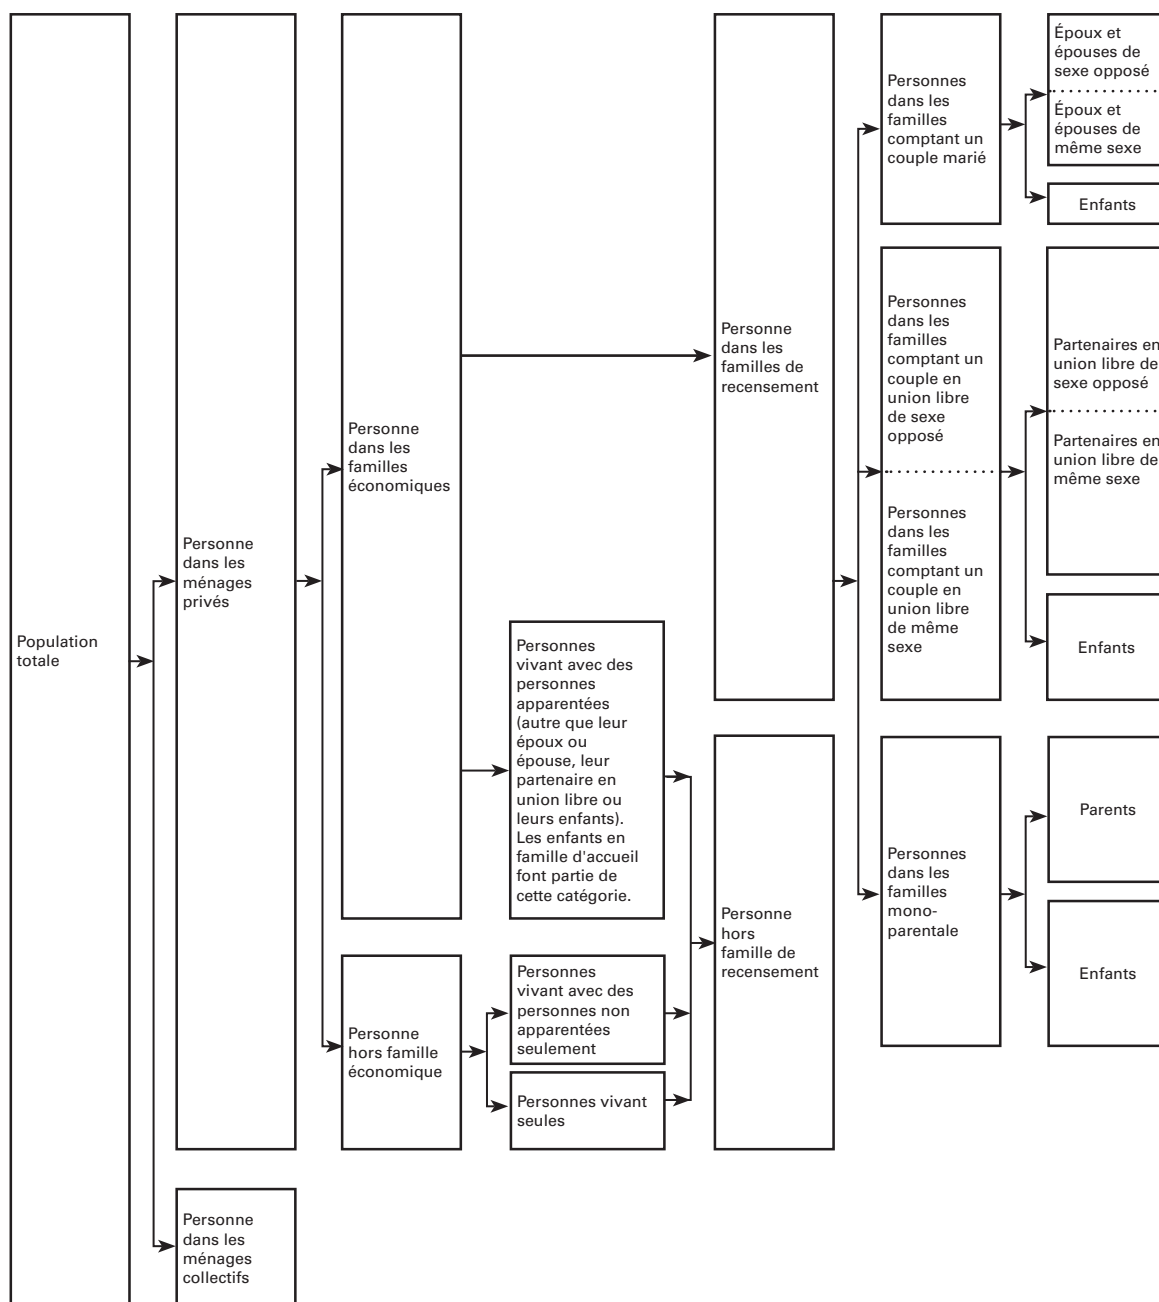 Population
totale
Personne
dans les
ménages
privés
Personne
dans les
ménages
collectifs
Personne
dans les
familles
économiques
Personne
hors famille
économique
Personnes
vivant avec des
personnes
apparentées
(autre que leur
époux ou
épouse, leur
partenaire en
union libre ou
leurs enfants).
Les enfants en
famille d'accueil
font partie de
cette catégorie.
Personnes
vivant avec des
personnes non
apparentées
seulement
Personnes vivant
seules
Personne
dans les
familles de
recensement
Personne
hors
famille de
recensement
Personnes
dans les
familles
comptant un
couple marié
Personnes
dans les
familles
comptant un
couple en
union libre
de sexe
opposé
Personnes
dans les
familles
comptant un
couple en
union libre
de même
sexe
Personnes
dans les
familles
mono-
parentale
Époux et
épouses de
sexe opposé
Époux et
épouses de
même sexe
Enfants
Partenaires en
union libre de
sexe opposé
Partenaires en
union libre de
même sexe
Enfants
Parents
Enfants